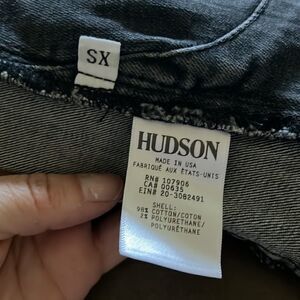 SX
HUDSON
MADE IN USA
FABRIQUÉ AUX ÉTATS-UNIS
RN# 107906
CA# 00635
EIN# 20-3082491
SHELL:
98% COTTON/COTON
2% POLYURETHANE/
POLYURÉTHANE